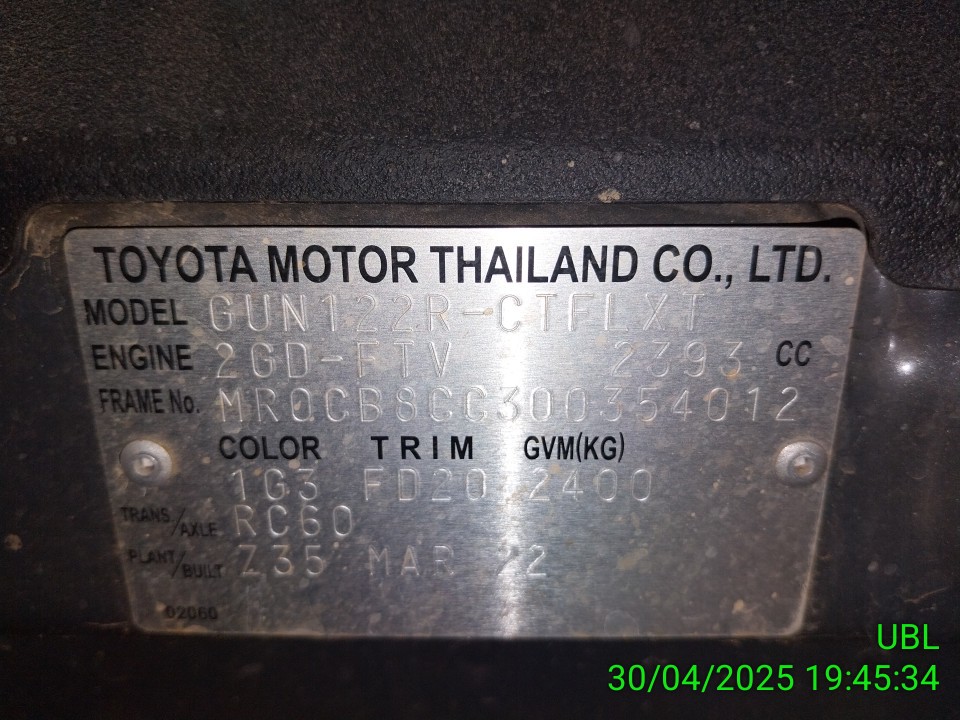 TOYOTA MOTOR THAILAND CO., LTD.
MODEL GUN122R-CTFLXT
ENGINE 2GD-FTV 2393 CC
FRAME No. MR0CB8CC300354012
COLOR TRIM GVM(KG)
1G3 FD20 2400
TRANS/AXLE RC60
PLANT/BUILT Z35 MAR 22
02060
UBL
30/04/2025 19:45:34